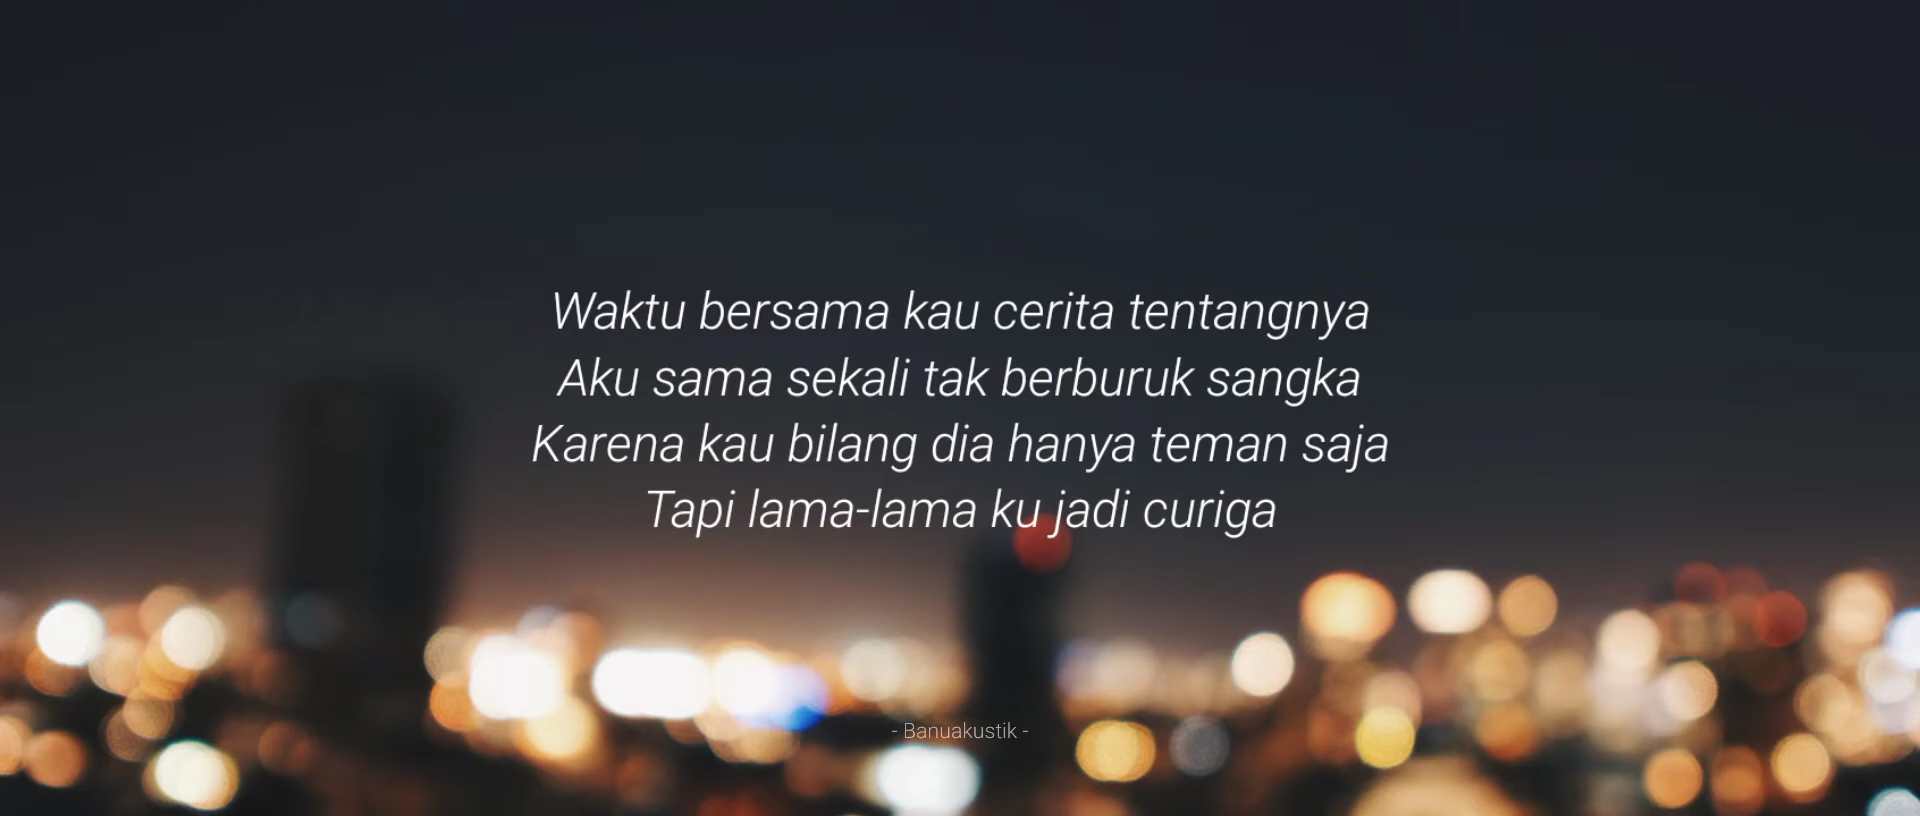 Waktu bersama kau cerita tentangnya
Aku sama sekali tak berburuk sangka
Karena kau bilang dia hanya teman saja
Tapi lama-lama ku jadi curiga
- Banuakustik -